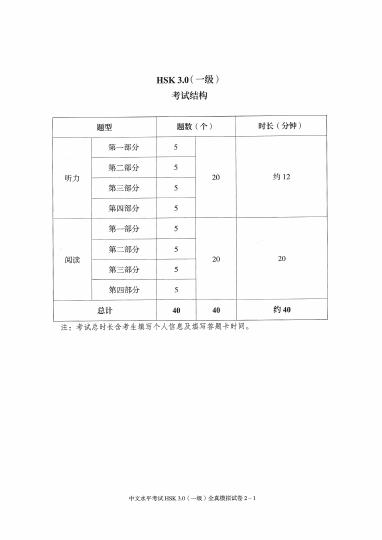 HSK 3.0（一级）
考试结构
题型 题数（个） 时长（分钟）
听力 第一部分 5 20 约 12
第二部分 5
第三部分 5
第四部分 5
阅读 第一部分 5 20 20
第二部分 5
第三部分 5
第四部分 5
总计 40 40 约 40
注：考试总时长含考生填写个人信息及填写答题卡时间。
中文水平考试 HSK 3.0（一级）全真模拟试卷 2－1